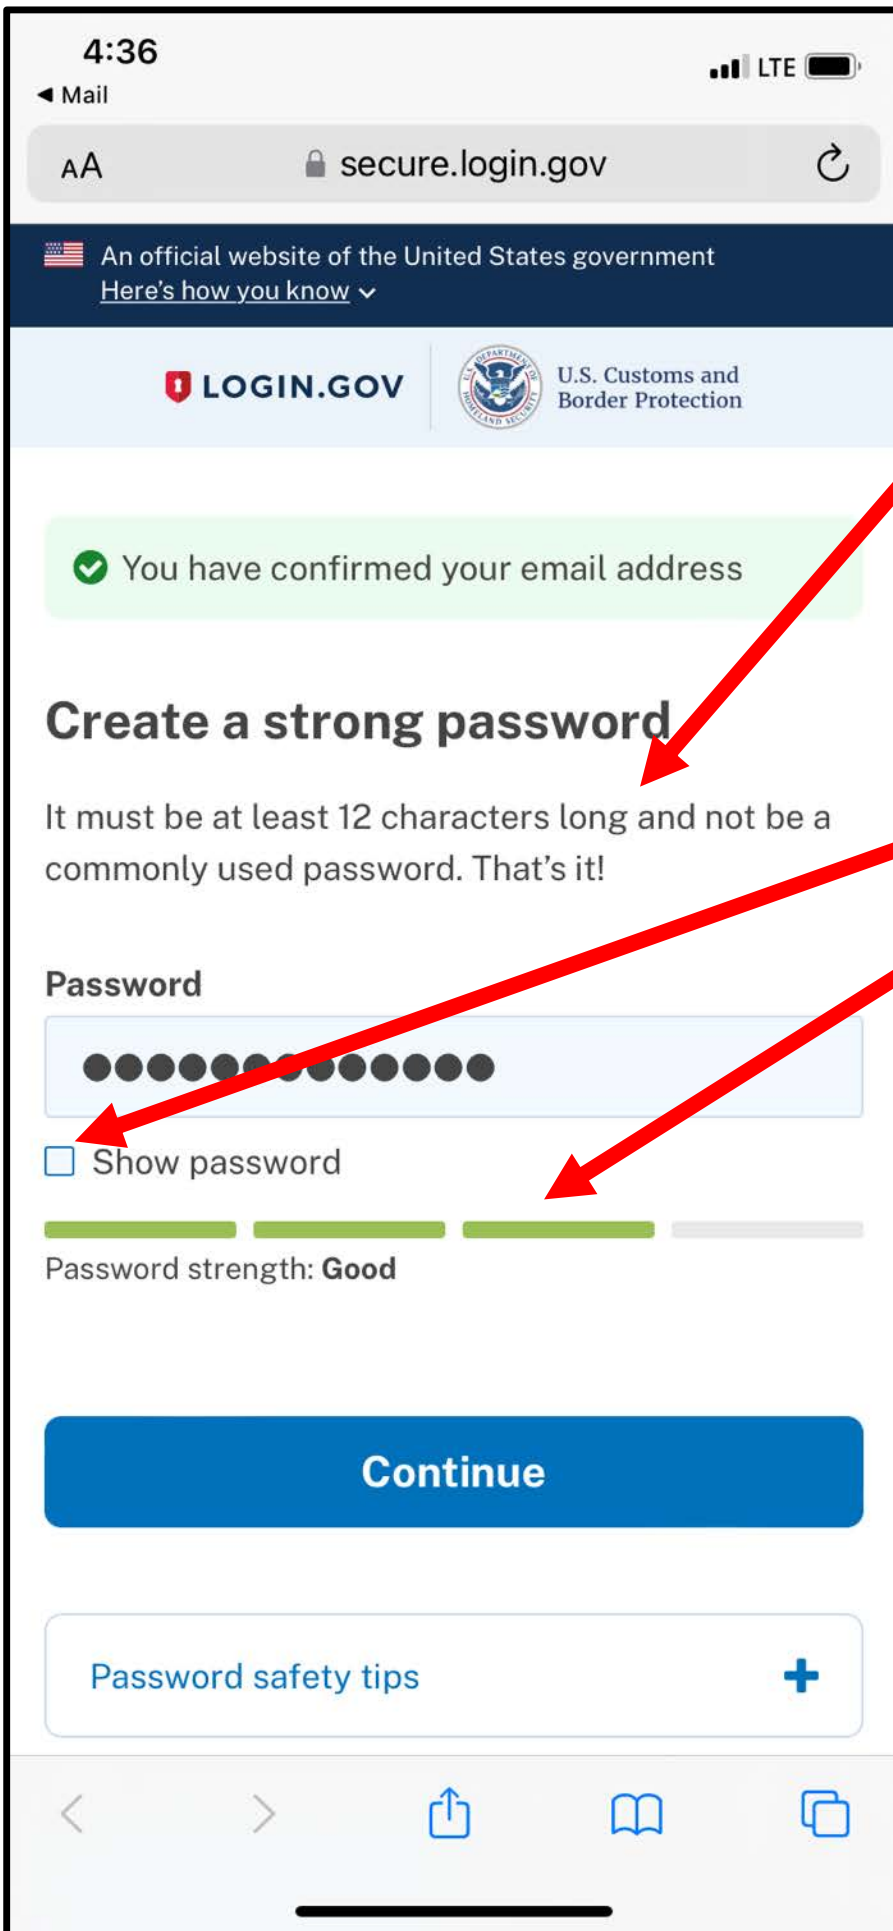 4:36
LTE
◀ Mail
AA secure.login.gov
An official website of the United States government
Here’s how you know
LOGIN.GOV
U.S. Customs and
Border Protection
You have confirmed your email address
Create a strong password
It must be at least 12 characters long and not be a
commonly used password. That’s it!
Password
●●●●●●●●●●●●●
Show password
Password strength: Good
Continue
Password safety tips